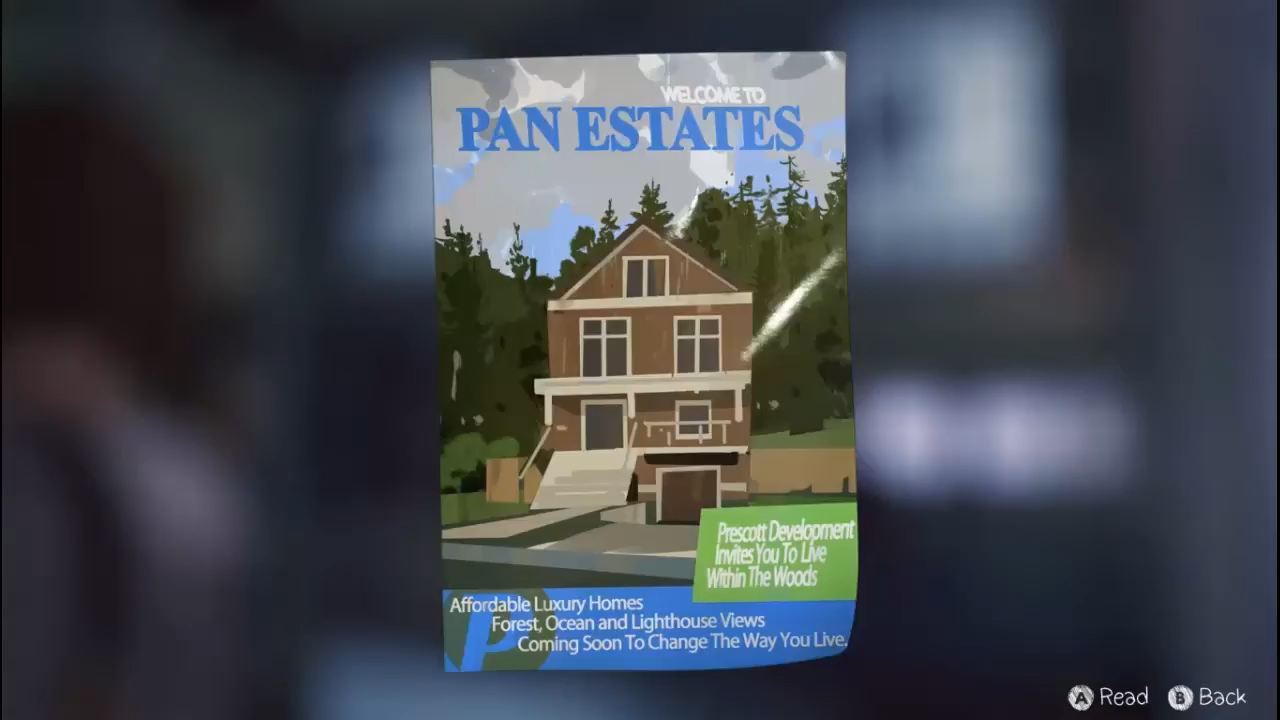 WELCOME TO
PAN ESTATES
Prescott Development
Invites You To Live
Within The Woods
Affordable Luxury Homes
Forest, Ocean and Lighthouse Views
Coming Soon To Change The Way You Live.
P
A Read B Back